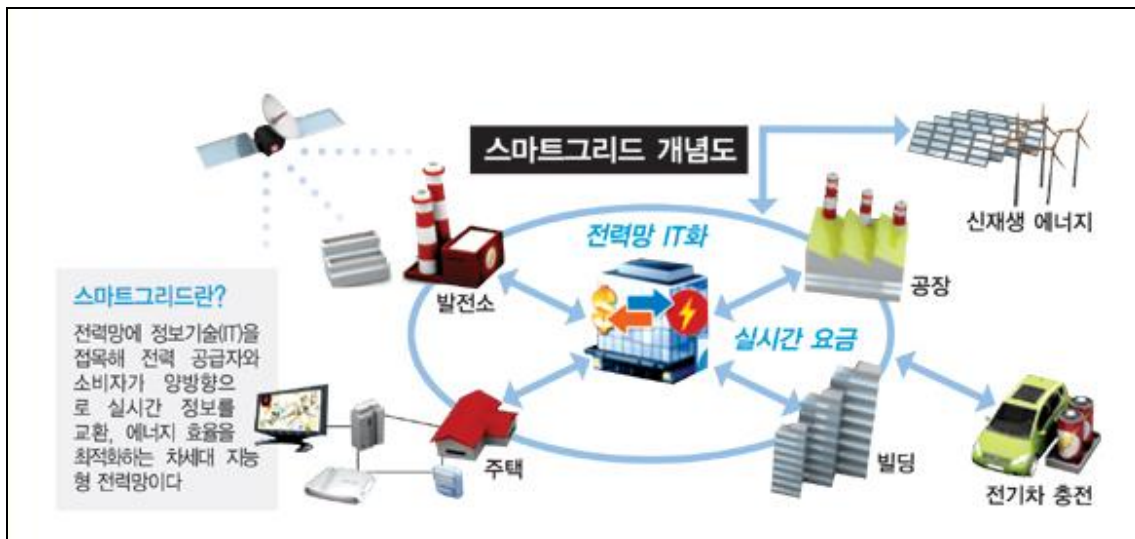 스마트그리드 개념도
신재생 에너지
전력망 IT화
발전소
공장
실시간 요금
스마트그리드란?
전력망에 정보기술(IT)을
접목해 전력 공급자와
소비자가 양방향으
로 실시간 정보를
교환, 에너지 효율을
최적화하는 차세대 지능
형 전력망이다
주택
빌딩
전기차 충전